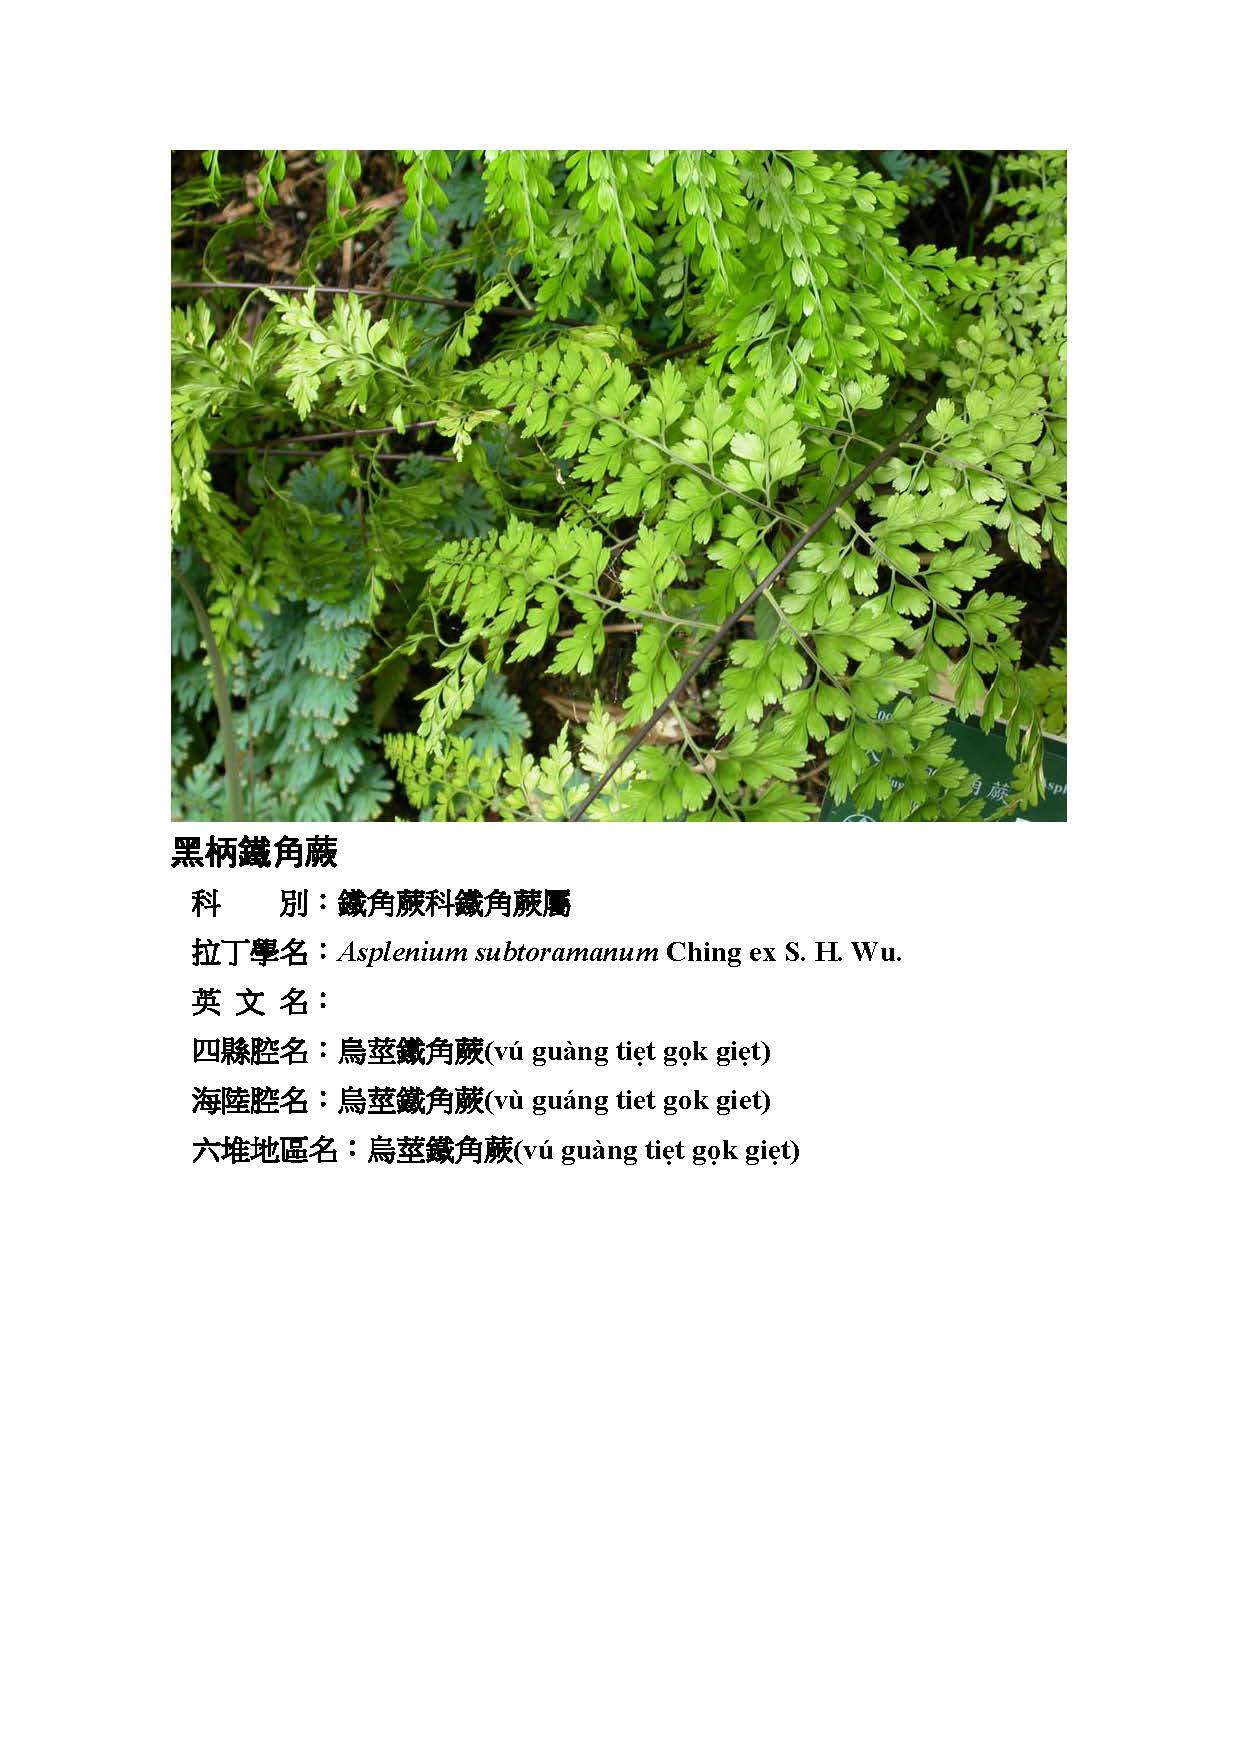 角蕨
黑柄鐵角蕨
科　　別：鐵角蕨科鐵角蕨屬
拉丁學名：Asplenium subtoramanum Ching ex S. H. Wu.
英 文 名：
四縣腔名：烏莖鐵角蕨(vú guàng tiẹt gọk giẹt)
海陸腔名：烏莖鐵角蕨(vù guáng tiet gok giet)
六堆地區名：烏莖鐵角蕨(vú guàng tiẹt gọk giẹt)